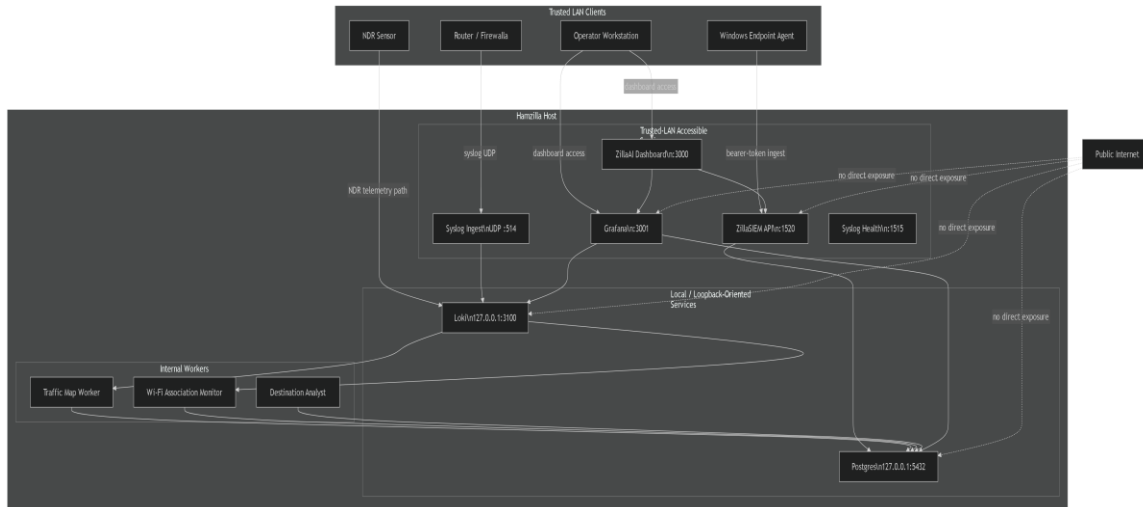 Trusted LAN Clients
NDR Sensor
Router / Firewalla
Operator Workstation
Windows Endpoint Agent
dashboard access
Hamzilla Host
Trusted-LAN Accessible
Public Internet
ZillaAI Dashboard\n:3000
syslog UDP
dashboard access
bearer-token ingest
no direct exposure
no direct exposure
NDR telemetry path
Syslog Ingest\nUDP :514
Grafana\n:3001
ZillaSIEM API\n:1520
Syslog Health\n:1515
no direct exposure
Local / Loopback-Oriented
Services
Loki\n127.0.0.1:3100
no direct exposure
Internal Workers
Traffic Map Worker
Wi-Fi Association Monitor
Destination Analyst
Postgres\n127.0.0.1:5432